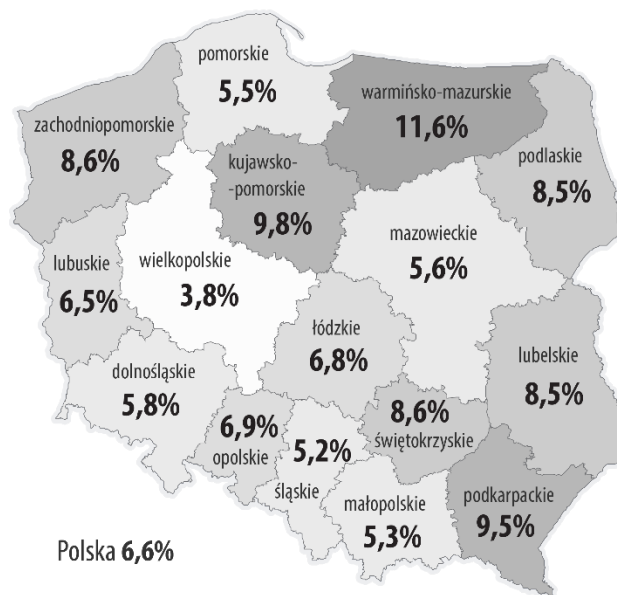 pomorskie
5,5%
warmińsko-mazurskie
11,6%
zachodniopomorskie
8,6%
kujawsko-
-pomorskie
9,8%
podlaskie
8,5%
mazowieckie
5,6%
lubuskie
6,5%
wielkopolskie
3,8%
łódzkie
6,8%
lubelskie
8,5%
dolnośląskie
5,8%
6,9%
opolskie
5,2%
śląskie
8,6%
świętokrzyskie
małopolskie
5,3%
podkarpackie
9,5%
Polska 6,6%